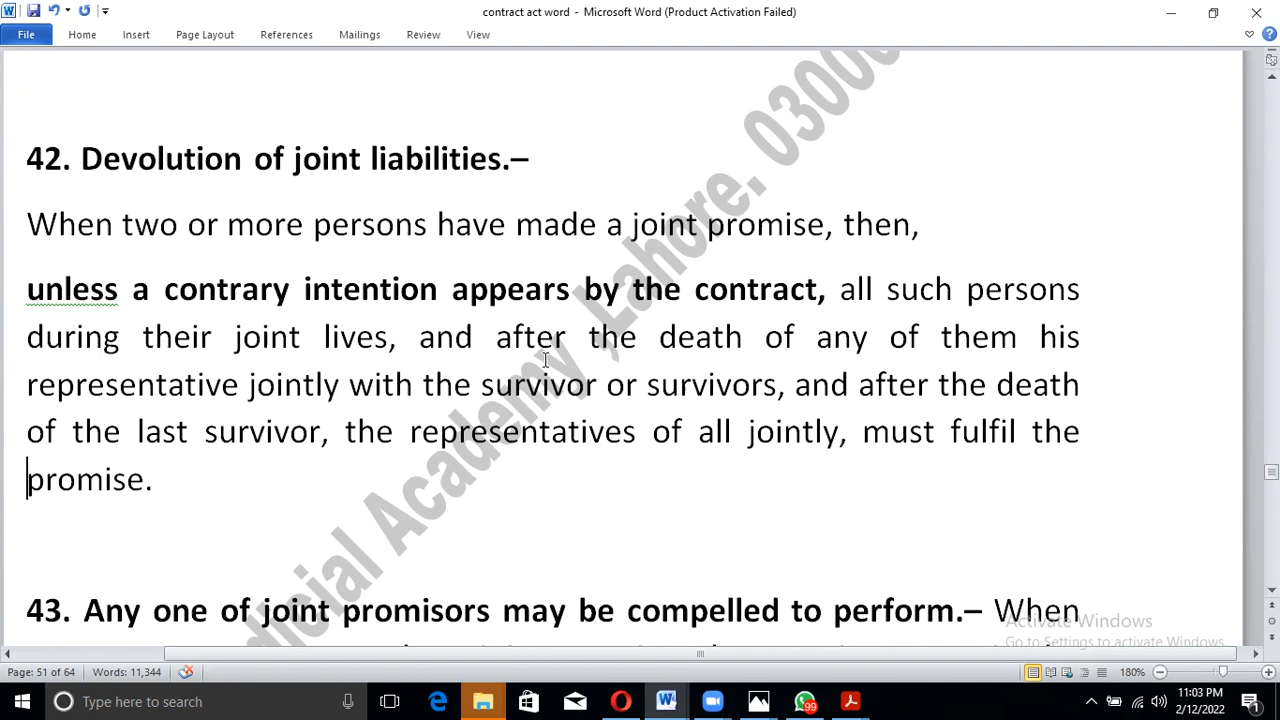 contract act word - Microsoft Word (Product Activation Failed)
File Home Insert Page Layout References Mailings Review View
42. Devolution of joint liabilities.–
When two or more persons have made a joint promise, then,
unless a contrary intention appears by the contract, all such persons
during their joint lives, and after the death of any of them his
representative jointly with the survivor or survivors, and after the death
of the last survivor, the representatives of all jointly, must fulfil the
promise.
43. Any one of joint promisors may be compelled to perform.– When
dicial Academy, Lahore. 0300
Activate Windows
Go to Settings to activate Windows.
Page: 51 of 64 Words: 11,344 180%
Type here to search
99
11:03 PM
2/12/2022
1